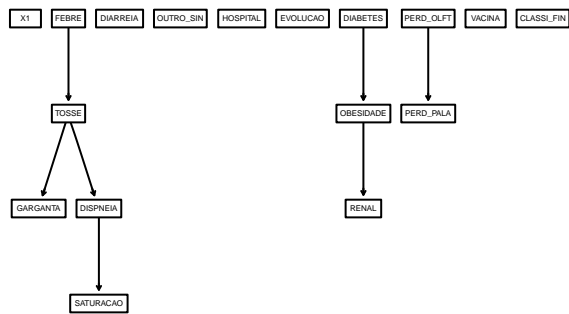 X1 FEBRE DIARREIA OUTRO_SIN HOSPITAL EVOLUCAO DIABETES PERD_OLFT VACINA CLASSI_FIN
TOSSE OBESIDADE PERD_PALA
GARGANTA DISPNEIA RENAL
SATURACAO